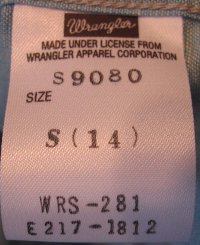 Wrangler
MADE UNDER LICENSE FROM
WRANGLER APPAREL CORPORATION
S9080
SIZE
S(14)
WRS-281
E217-1812